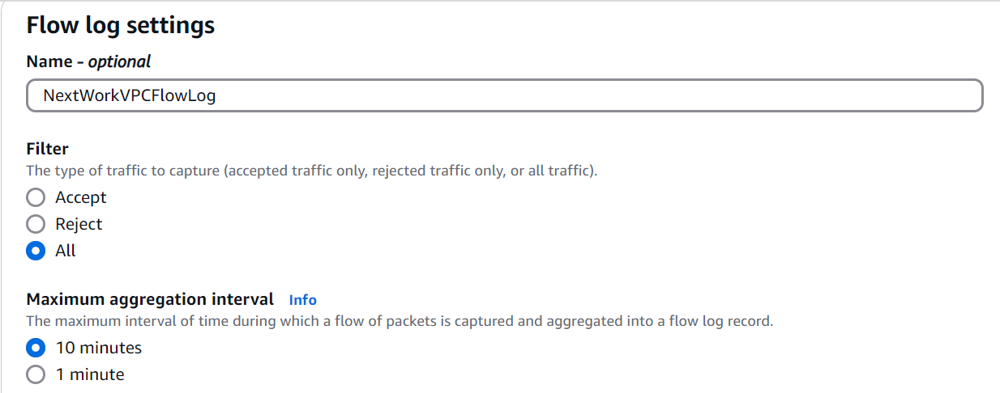 Flow log settings
Name - optional
NextWorkVPCFlowLog
Filter
The type of traffic to capture (accepted traffic only, rejected traffic only, or all traffic).
Accept
Reject
All
Maximum aggregation interval Info
The maximum interval of time during which a flow of packets is captured and aggregated into a flow log record.
10 minutes
1 minute